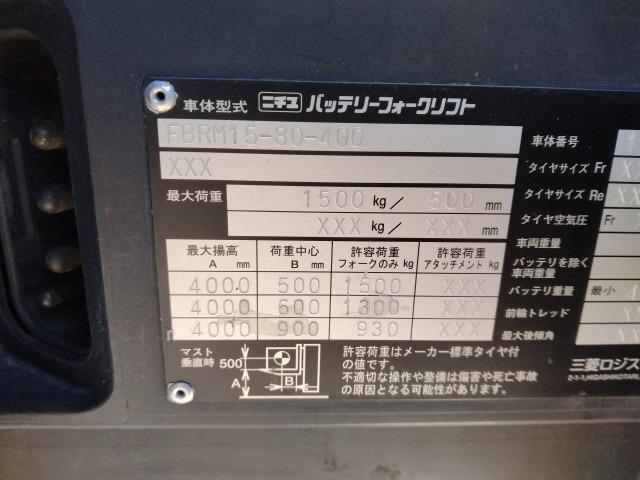 車体型式 ニチユ バッテリーフォークリフト
FBRM15-80-400
XXX
最大荷重 1500 kg/ 500 mm
XXX kg/ XXX mm
最大揚高 A mm 荷重中心 B mm 許容荷重 フォークのみ kg 許容荷重 アタッチメント kg
4000 500 1500 XXX
4000 600 1300 XXX
4000 900 930 XXX
マスト垂直時 500 A B
許容荷重はメーカー標準タイヤ付
の値です。
不適切な操作や整備は傷害や死亡事故
の原因となる可能性があります。
車体番号
タイヤサイズ Fr
タイヤサイズ Re
タイヤ空気圧 Fr
車両重量
バッテリを除く
車両重量
バッテリ重量 最小
前輪トレッド
最大後傾角
三菱ロジス
2-1-1, HIGASHIKOTARI